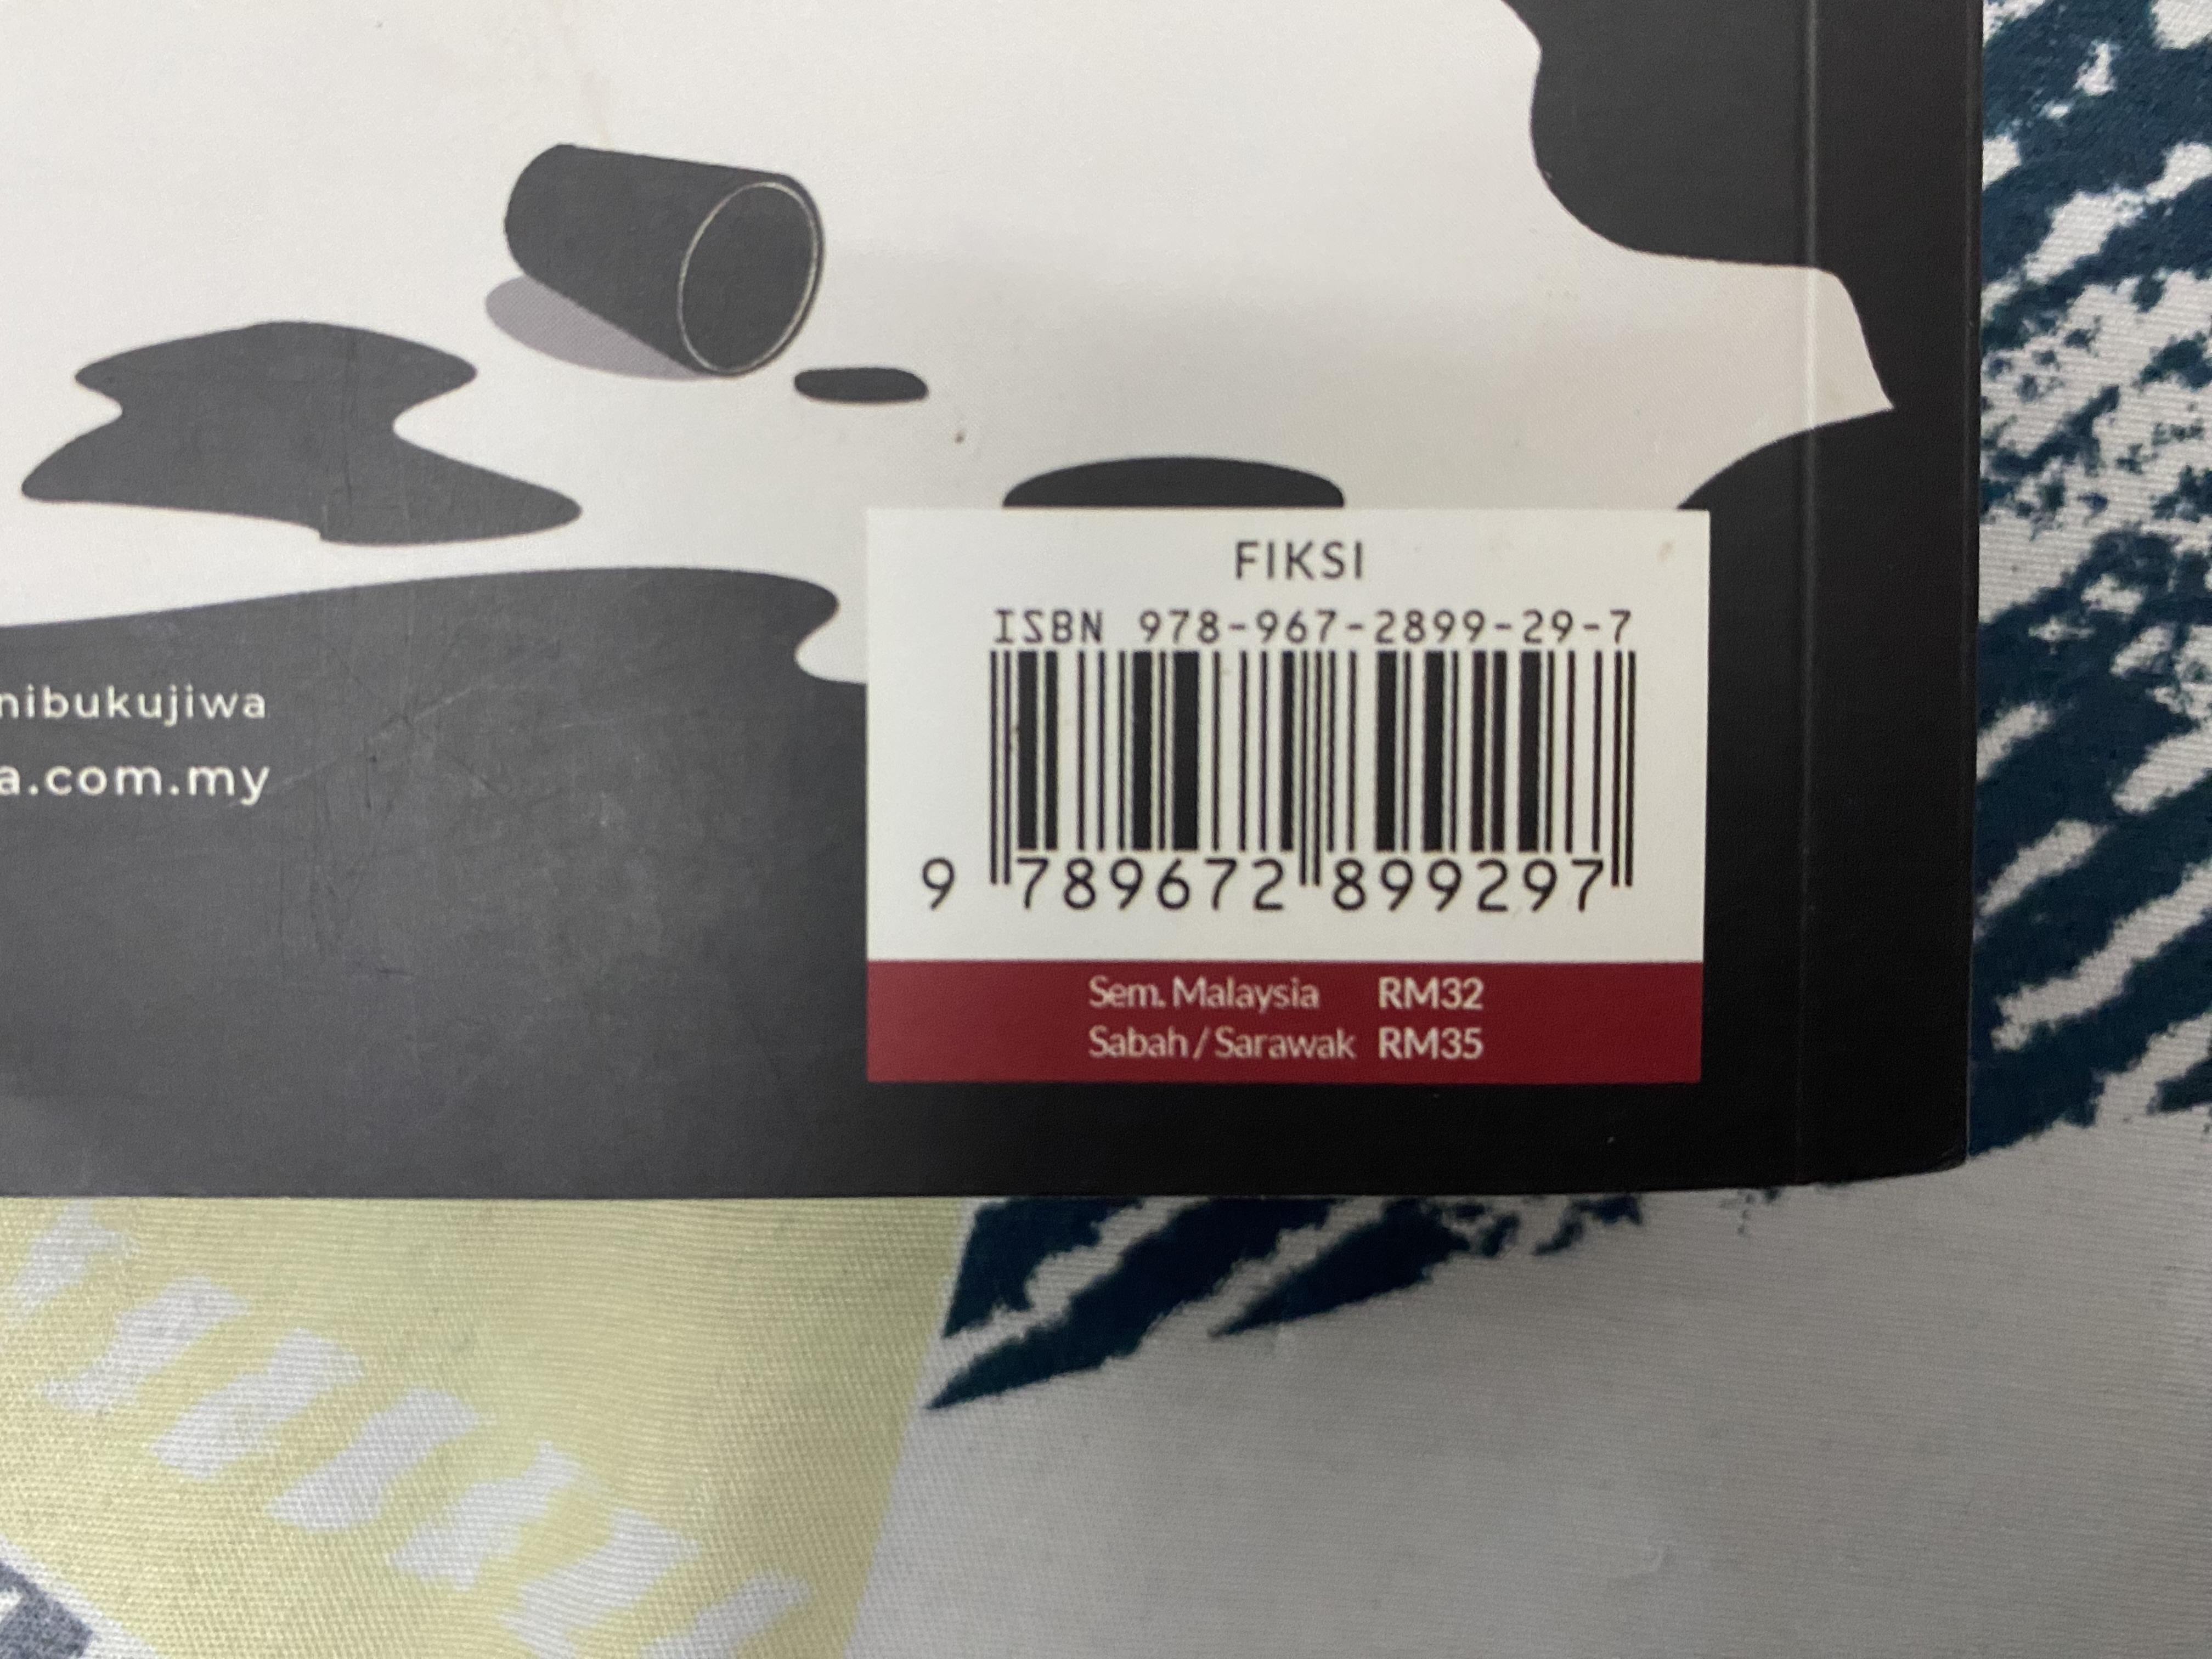 nibukujiwa
a.com.my
FIKSI
ISBN 978-967-2899-29-7
9 789672 899297
Sem. Malaysia RM32
Sabah / Sarawak RM35